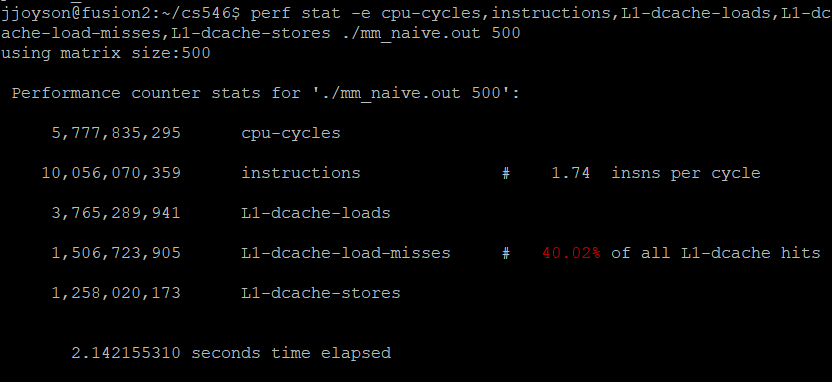 jjoyson@fusion2:~/cs546$ perf stat -e cpu-cycles,instructions,L1-dcache-loads,L1-dc
ache-load-misses,L1-dcache-stores ./mm_naive.out 500
using matrix size:500
Performance counter stats for './mm_naive.out 500':
5,777,835,295 cpu-cycles
10,056,070,359 instructions # 1.74 insns per cycle
3,765,289,941 L1-dcache-loads
1,506,723,905 L1-dcache-load-misses # 40.02% of all L1-dcache hits
1,258,020,173 L1-dcache-stores
2.142155310 seconds time elapsed